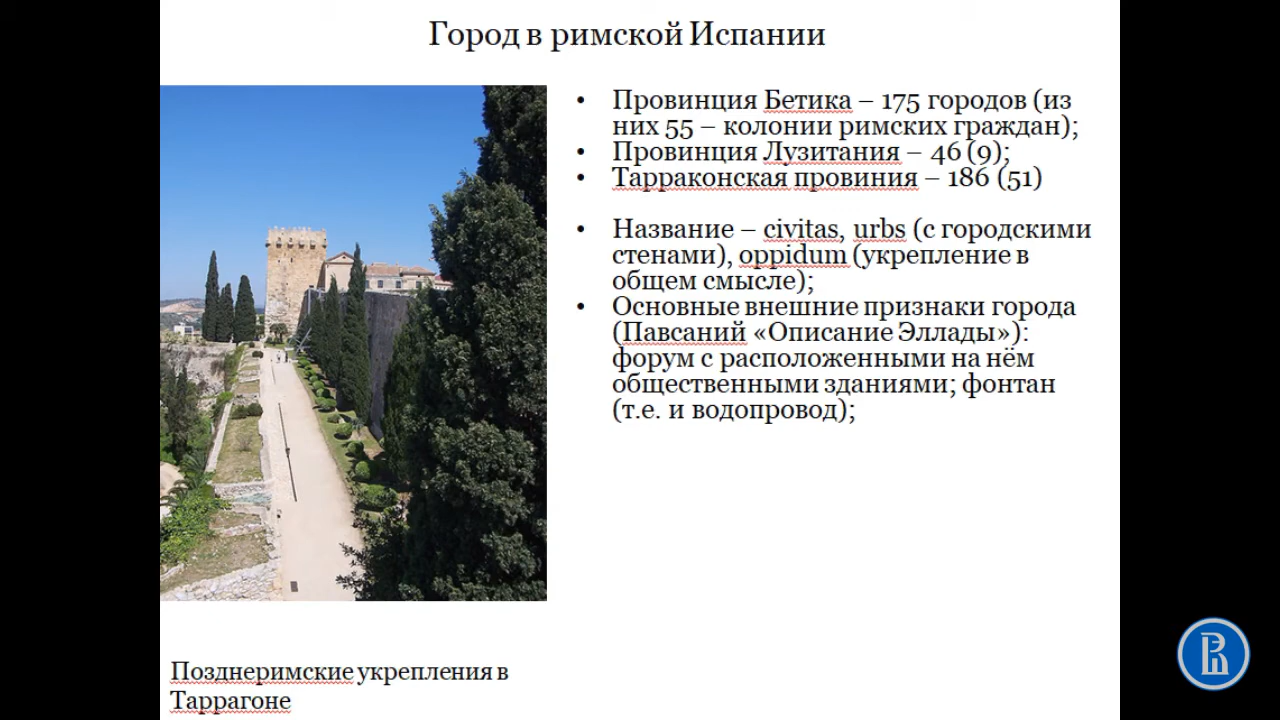 Город в римской Испании
• Провинция Бетика – 175 городов (из
них 55 – колонии римских граждан);
• Провинция Лузитания – 46 (9);
• Тарраконская провиния – 186 (51)
• Название – civitas, urbs (с городскими
стенами), oppidum (укрепление в
общем смысле);
• Основные внешние признаки города
(Павсаний «Описание Эллады»):
форум с расположенными на нём
общественными зданиями; фонтан
(т.е. и водопровод);
Позднеримские укрепления в
Таррагоне